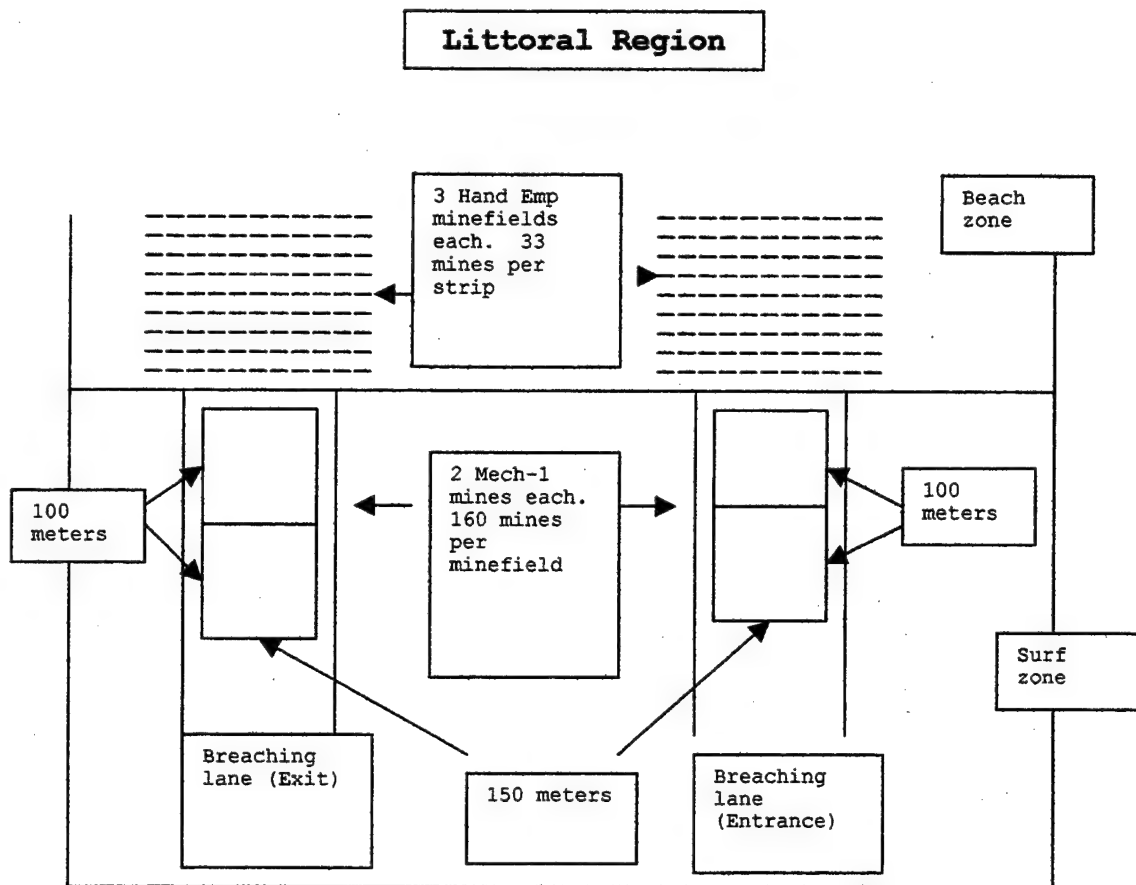 Littoral Region
3 Hand Emp
minefields
each. 33
mines per
strip
Beach
zone
100
meters
2 Mech-1
mines each.
160 mines
per
minefield
100
meters
Surf
zone
Breaching
lane (Exit)
150 meters
Breaching
lane
(Entrance)